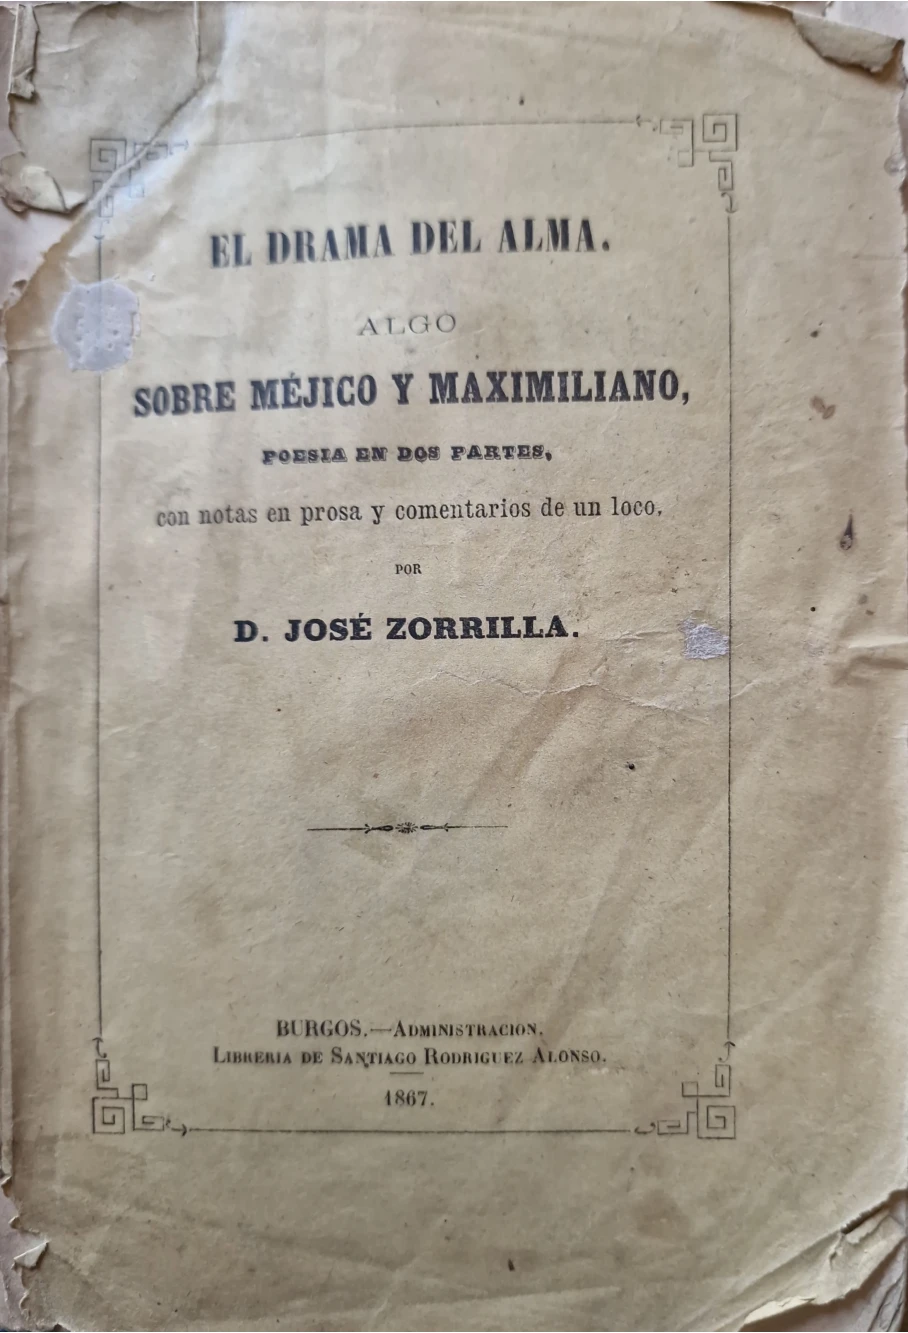 EL DRAMA DEL ALMA.
ALGO
SOBRE MÉJICO Y MAXIMILIANO,
POESIA EN DOS PARTES,
con notas en prosa y comentarios de un loco,
POR
D. JOSÉ ZORRILLA.
BURGOS.—ADMINISTRACION.
LIBRERIA DE SANTIAGO RODRIGUEZ ALONSO.
1867.